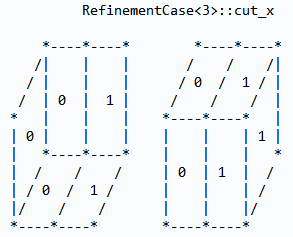 RefinementCase<3>::cut_x
*----*----*        *----*----*
/|    |    |       /    /    /|
/ |    |    |      / 0  / 1  / |
/  | 0  | 1  |     /    /    /  |
*   |    |    |    *----*----*   |
| 0 |    |    |    |    |    | 1 |
|   *----*----*    |    |    |   *
|  /    /    /     | 0  | 1  |  /
| / 0  / 1  /      |    |    | /
|/    /    /       |    |    |/
*----*----*        *----*----*